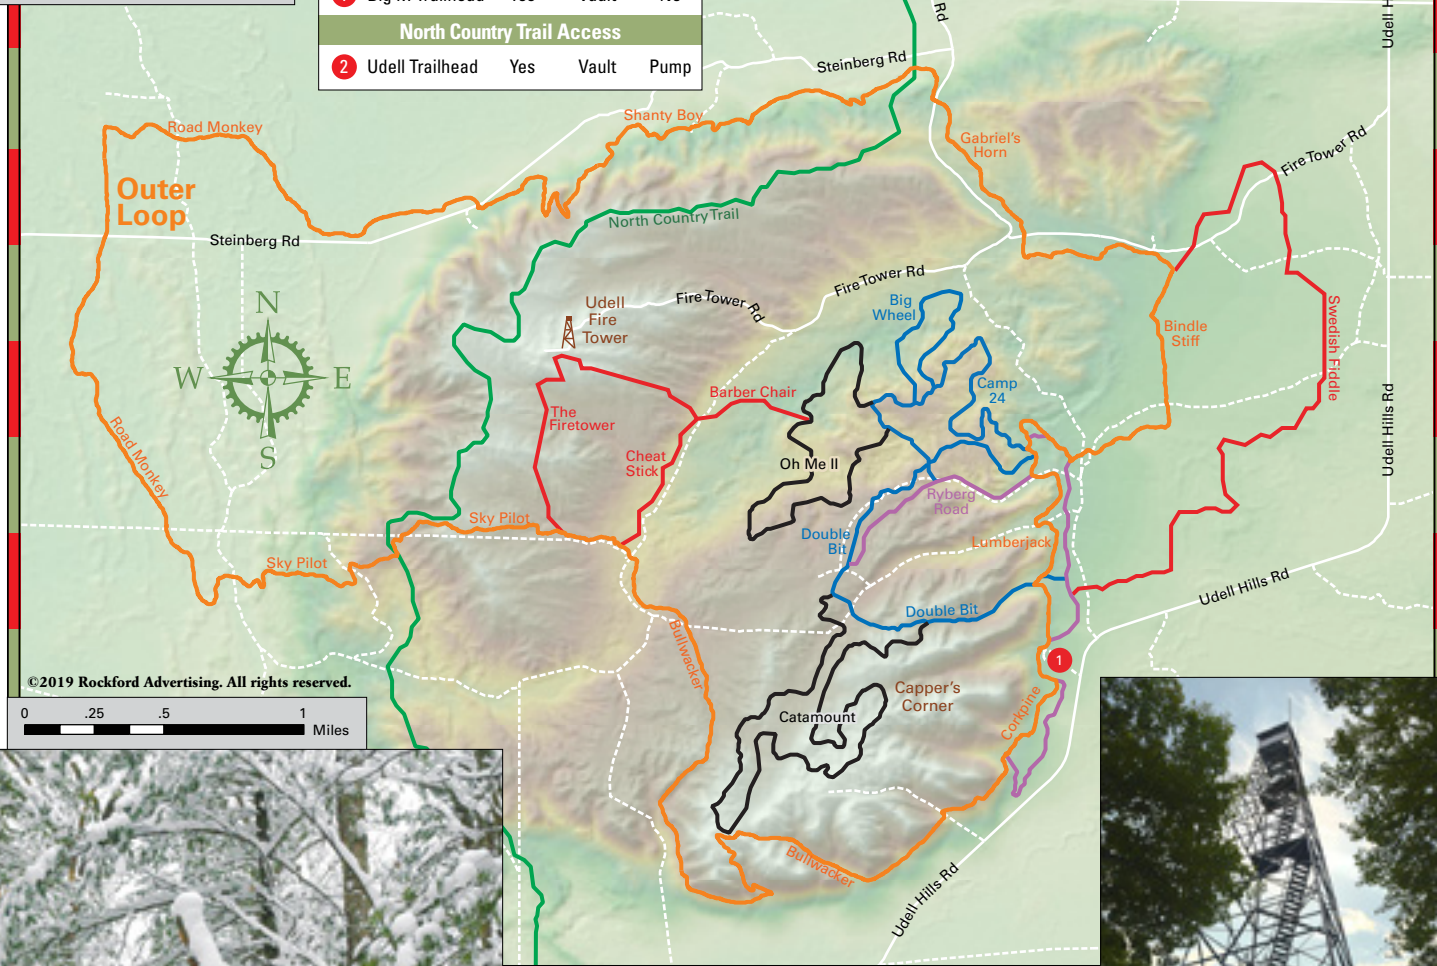 Big M Trailhead Yes Vault No
North Country Trail Access
2 Udell Trailhead Yes Vault Pump
Rd
Udell H
Steinberg Rd
Shanty Boy
Road Monkey
Gabriel's
Horn
Fire Tower Rd
Outer
Loop
North Country Trail
Steinberg Rd
Fire Tower Rd
N
W
E
S
Udell
Fire
Tower
Fire Tower Rd
Big
Wheel
Bindle
Stiff
Swedish Fiddle
Camp
24
Barber Chair
The
Firetower
Road Monkey
Cheat
Stick
Oh Me II
Udell Hills Rd
Ryberg
Road
Sky Pilot
Double
Bit
Lumberjack
Sky Pilot
Udell Hills Rd
Double Bit
Bullwacker
1
©2019 Rockford Advertising. All rights reserved.
Capper's
Corner
Corkpine
Catamount
0 .25 .5 1
Miles
Bullwacker
Udell Hills Rd